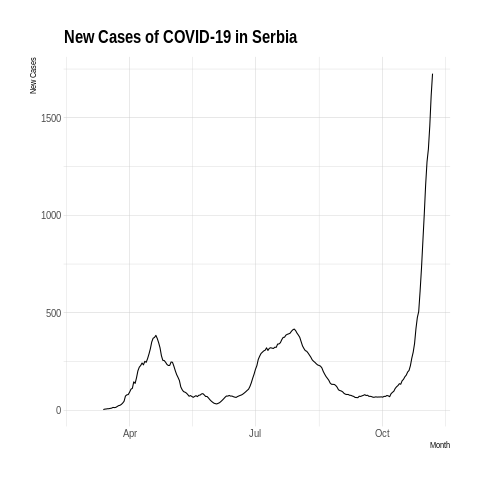 New Cases of COVID-19 in Serbia
New Cases
1500
1000
500
0
Apr Jul Oct
Month